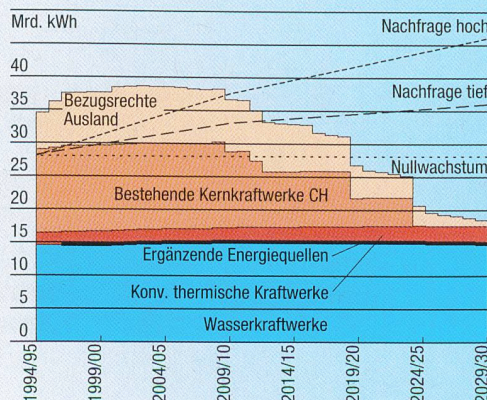 Mrd. kWh
Nachfrage hoch
40
Nachfrage tief
35
Bezugsrechte
Ausland
30
Nullwachstum
25
Bestehende Kernkraftwerke CH
20
15
Ergänzende Energiequellen
10
Konv. thermische Kraftwerke
5
Wasserkraftwerke
0
1994/95
1999/00
2004/05
2009/10
2014/15
2019/20
2024/25
2029/30